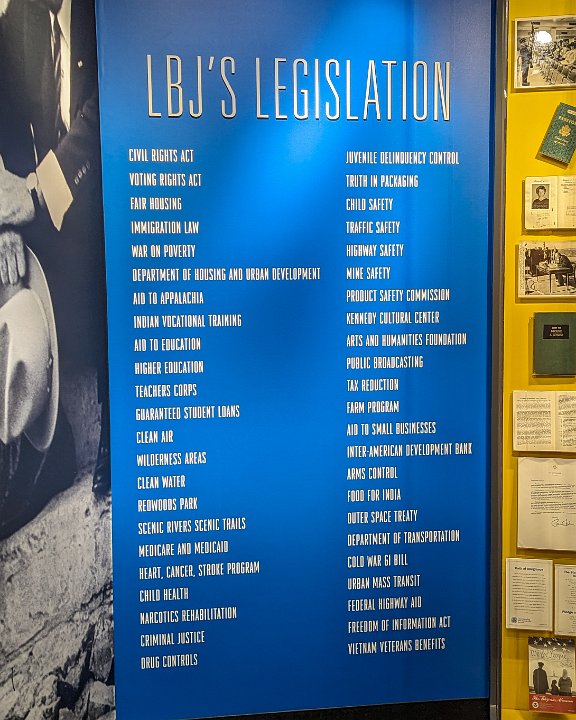 LBJ'S LEGISLATION
CIVIL RIGHTS ACT
VOTING RIGHTS ACT
FAIR HOUSING
IMMIGRATION LAW
WAR ON POVERTY
DEPARTMENT OF HOUSING AND URBAN DEVELOPMENT
AID TO APPALACHIA
INDIAN VOCATIONAL TRAINING
AID TO EDUCATION
HIGHER EDUCATION
TEACHERS CORPS
GUARANTEED STUDENT LOANS
CLEAN AIR
WILDERNESS AREAS
CLEAN WATER
REDWOODS PARK
SCENIC RIVERS SCENIC TRAILS
MEDICARE AND MEDICAID
HEART, CANCER, STROKE PROGRAM
CHILD HEALTH
NARCOTICS REHABILITATION
CRIMINAL JUSTICE
DRUG CONTROLS
JUVENILE DELINQUENCY CONTROL
TRUTH IN PACKAGING
CHILD SAFETY
TRAFFIC SAFETY
HIGHWAY SAFETY
MINE SAFETY
PRODUCT SAFETY COMMISSION
KENNEDY CULTURAL CENTER
ARTS AND HUMANITIES FOUNDATION
PUBLIC BROADCASTING
TAX REDUCTION
FARM PROGRAM
AID TO SMALL BUSINESSES
INTER-AMERICAN DEVELOPMENT BANK
ARMS CONTROL
FOOD FOR INDIA
OUTER SPACE TREATY
DEPARTMENT OF TRANSPORTATION
COLD WAR GI BILL
URBAN MASS TRANSIT
FEDERAL HIGHWAY AID
FREEDOM OF INFORMATION ACT
VIETNAM VETERANS BENEFITS